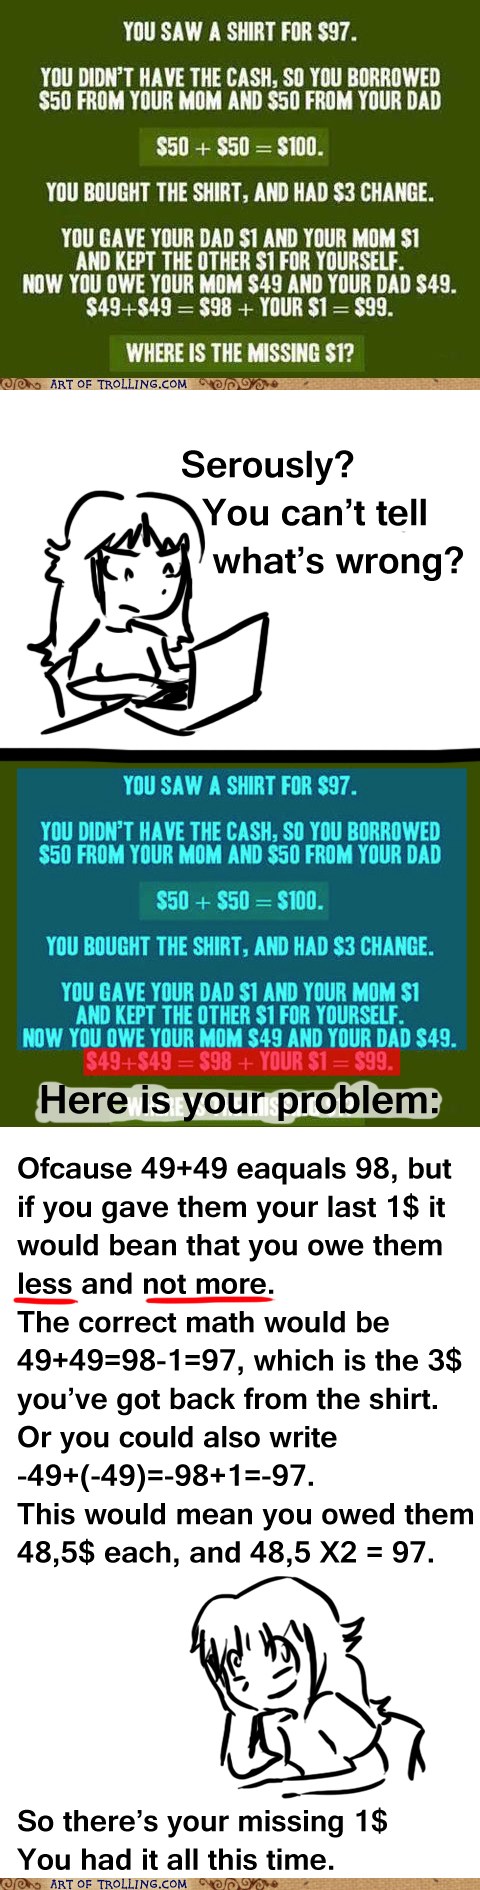 YOU SAW A SHIRT FOR $97.
YOU DIDN'T HAVE THE CASH, SO YOU BORROWED
$50 FROM YOUR MOM AND $50 FROM YOUR DAD
$50 + $50 = $100.
YOU BOUGHT THE SHIRT, AND HAD $3 CHANGE.
YOU GAVE YOUR DAD $1 AND YOUR MOM $1
AND KEPT THE OTHER $1 FOR YOURSELF.
NOW YOU OWE YOUR MOM $49 AND YOUR DAD $49.
$49+$49 = $98 + YOUR $1 = $99.
WHERE IS THE MISSING $1?
ART OF TROLLING.COM
Serously?
You can't tell
what's wrong?
YOU SAW A SHIRT FOR $97.
YOU DIDN'T HAVE THE CASH, SO YOU BORROWED
$50 FROM YOUR MOM AND $50 FROM YOUR DAD
$50 + $50 = $100.
YOU BOUGHT THE SHIRT, AND HAD $3 CHANGE.
YOU GAVE YOUR DAD $1 AND YOUR MOM $1
AND KEPT THE OTHER $1 FOR YOURSELF.
NOW YOU OWE YOUR MOM $49 AND YOUR DAD $49.
$49+$49 = $98 + YOUR $1 = $99.
Here is your problem:
Ofcause 49+49 eaquals 98, but
if you gave them your last 1$ it
would bean that you owe them
less and not more.
The correct math would be
49+49=98-1=97, which is the 3$
you've got back from the shirt.
Or you could also write
-49+(-49)=-98+1=-97.
This would mean you owed them
48,5$ each, and 48,5 X2 = 97.
So there's your missing 1$
You had it all this time.
ART OF TROLLING.COM